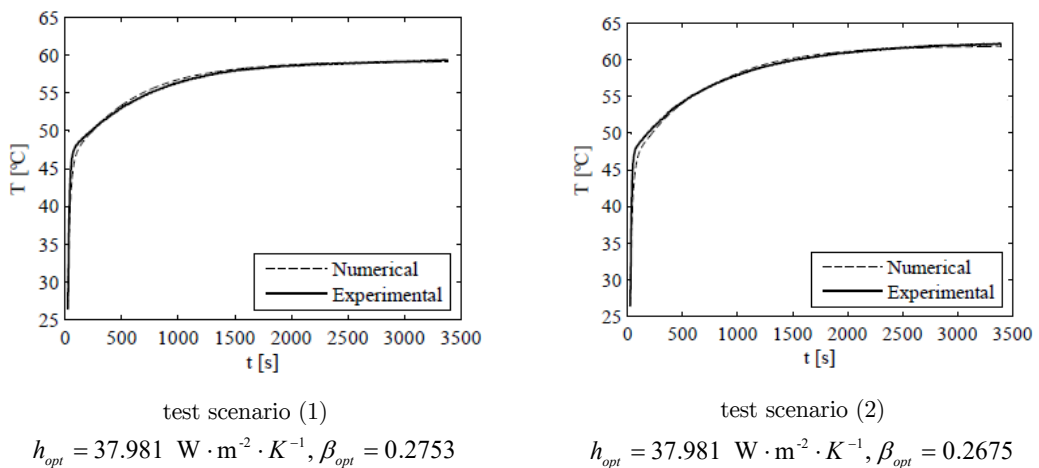 65
60
55
50
45
40
35
30
25
T [ºC]
Numerical
Experimental
0 500 1000 1500 2000 2500 3000 3500
t [s]
test scenario (1)
h_opt = 37.981 W · m⁻² · K⁻¹, β_opt = 0.2753
65
60
55
50
45
40
35
30
25
T [ºC]
Numerical
Experimental
0 500 1000 1500 2000 2500 3000 3500
t [s]
test scenario (2)
h_opt = 37.981 W · m⁻² · K⁻¹, β_opt = 0.2675